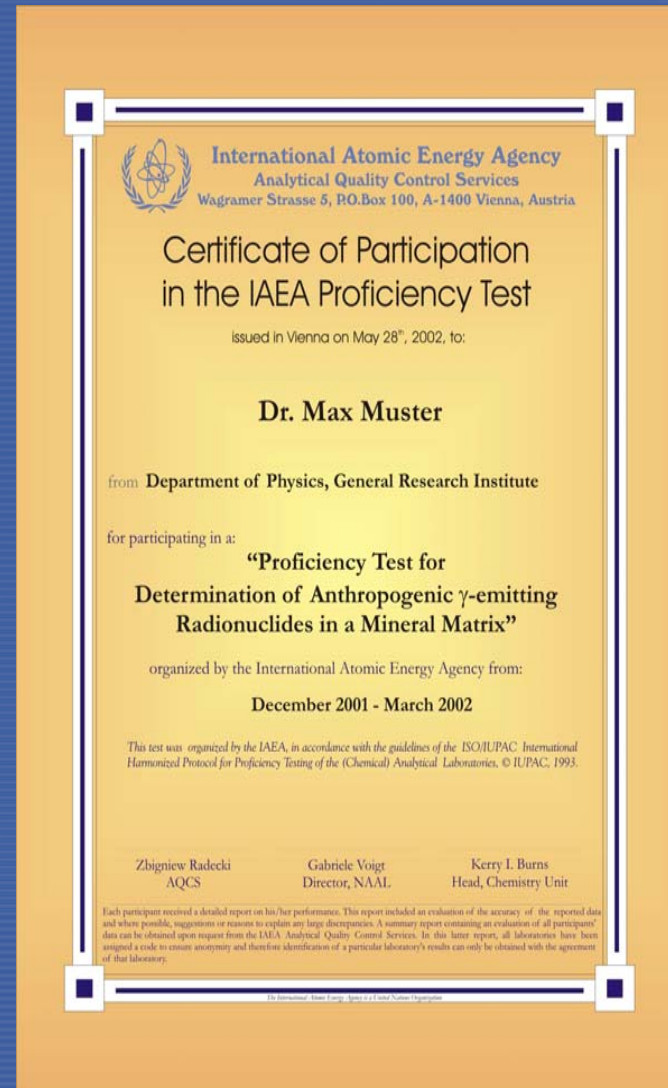 International Atomic Energy Agency
Analytical Quality Control Services
Wagramer Strasse 5, P.O.Box 100, A-1400 Vienna, Austria
Certificate of Participation
in the IAEA Proficiency Test
issued in Vienna on May 28th, 2002, to:
Dr. Max Muster
from Department of Physics, General Research Institute
for participating in a:
“Proficiency Test for
Determination of Anthropogenic γ-emitting
Radionuclides in a Mineral Matrix”
organized by the International Atomic Energy Agency from:
December 2001 - March 2002
This test was organized by the IAEA, in accordance with the guidelines of the ISO/IUPAC International
Harmonized Protocol for Proficiency Testing of the (Chemical) Analytical Laboratories, © IUPAC, 1993.
Zbigniew Radecki Gabriele Voigt Kerry I. Burns
AQCS Director, NAAL Head, Chemistry Unit
Each participant received a detailed report on his/her performance. This report included an evaluation of the accuracy of the reported data
and where possible, suggestions or reasons to explain any large discrepancies. A summary report containing an evaluation of all participants'
data can be obtained upon request from the IAEA Analytical Quality Control Services. In this latter report, all laboratories have been
assigned a code to ensure anonymity and therefore identification of a particular laboratory's results can only be obtained with the agreement
of that laboratory.
The International Atomic Energy Agency is a United Nations Organization